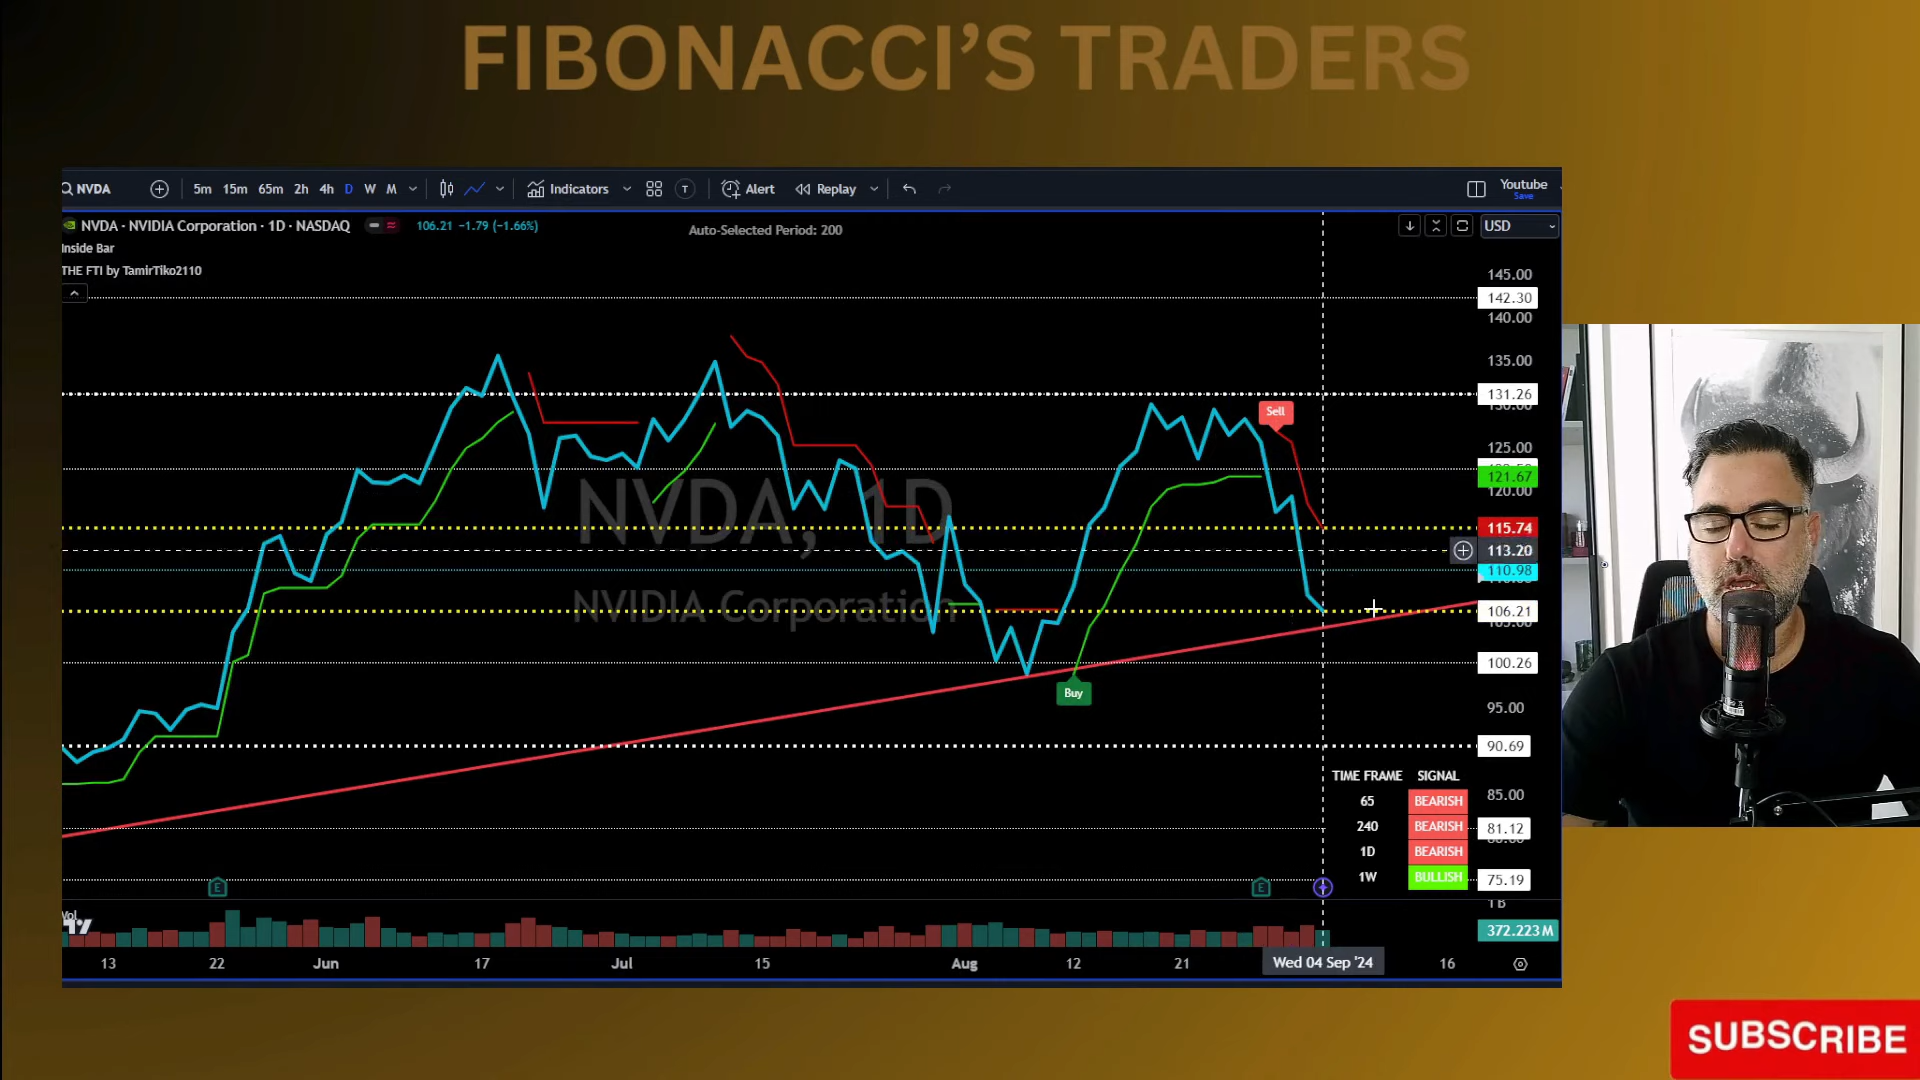 FIBONACCI'S TRADERS
NVDA 5m 15m 65m 2h 4h D W M Indicators T Alert Replay Youtube
Save
NVDA · NVIDIA Corporation · 1D · NASDAQ 106.21 −1.79 (−1.66%) Auto-Selected Period: 200 USD
Inside Bar
THE FTI by TamirTiko2110
145.00
142.30
140.00
135.00
131.26
Sell
125.00
121.67
120.00
NVDA, 1D
115.74
113.20
110.98
NVIDIA Corporation
106.21
100.26
Buy
95.00
90.69
TIME FRAME SIGNAL
65 BEARISH
85.00
240 BEARISH
81.12
1D BEARISH
1W BULLISH
75.19
E E
Vol
372.223 M
13 22 Jun 17 Jul 15 Aug 12 21 Wed 04 Sep '24 16
SUBSCRIBE